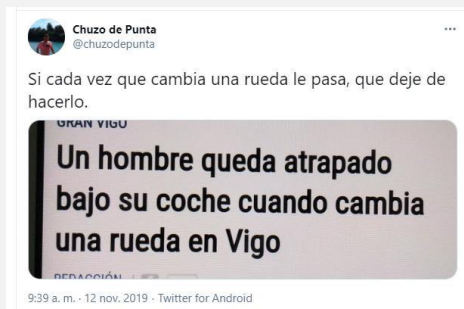 Chuzo de Punta
@chuzodepunta
Si cada vez que cambia una rueda le pasa, que deje de
hacerlo.
GRAN VIGO
Un hombre queda atrapado
bajo su coche cuando cambia
una rueda en Vigo
REDACCIÓN
9:39 a. m. · 12 nov. 2019 · Twitter for Android